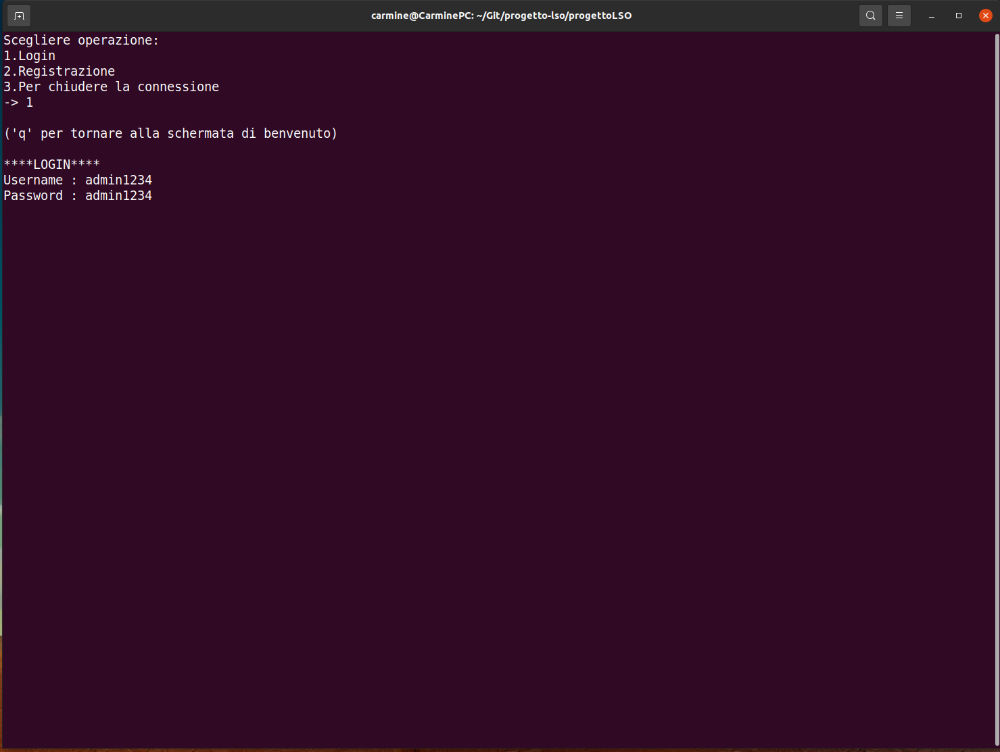 carmine@CarminePC: ~/Git/progetto-lso/progettoLSO
Scegliere operazione:
1.Login
2.Registrazione
3.Per chiudere la connessione
-> 1
('q' per tornare alla schermata di benvenuto)
****LOGIN****
Username : admin1234
Password : admin1234